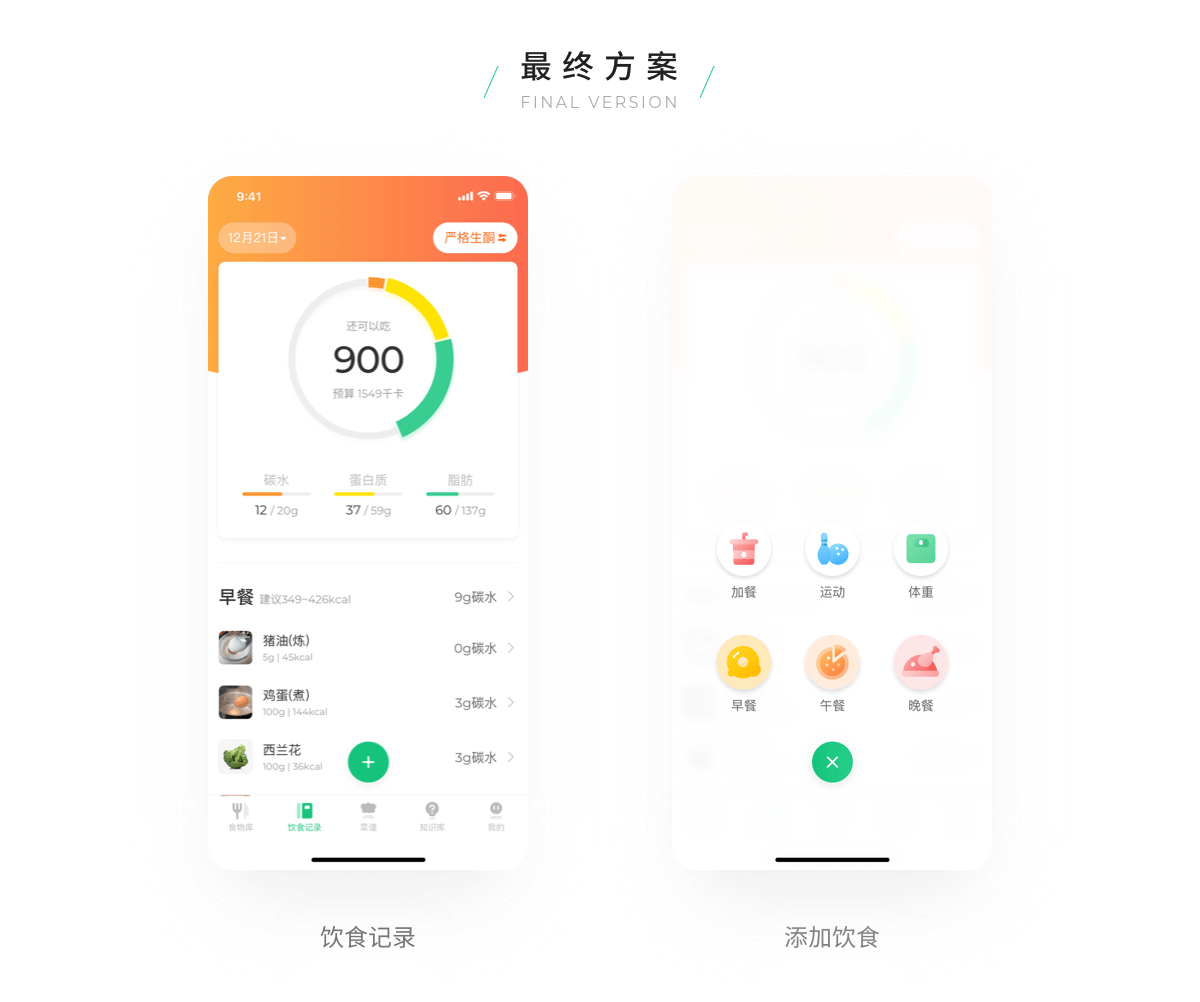 最终方案
FINAL VERSION
9:41
12月21日
严格生酮
还可以吃
900
预算 1549千卡
碳水 蛋白质 脂肪
12 / 20g 37 / 59g 60 / 137g
早餐 建议349~426kcal 9g碳水
猪油(炼)
5g | 45kcal
0g碳水
鸡蛋(煮)
100g | 144kcal
3g碳水
西兰花
100g | 36kcal
3g碳水
食物库 饮食记录 菜谱 知识库 我的
饮食记录
加餐 运动 体重
早餐 午餐 晚餐
添加饮食